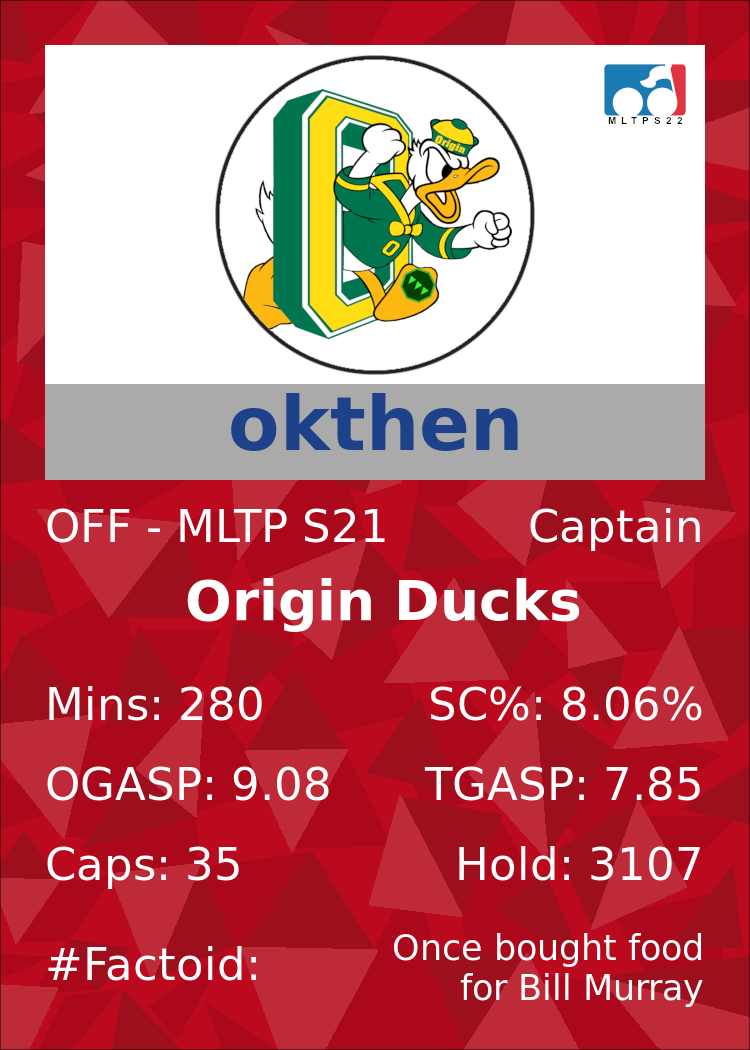 Origin
O
MLTPS22
okthen
OFF - MLTP S21 Captain
Origin Ducks
Mins: 280 SC%: 8.06%
OGASP: 9.08 TGASP: 7.85
Caps: 35 Hold: 3107
#Factoid: Once bought food
for Bill Murray